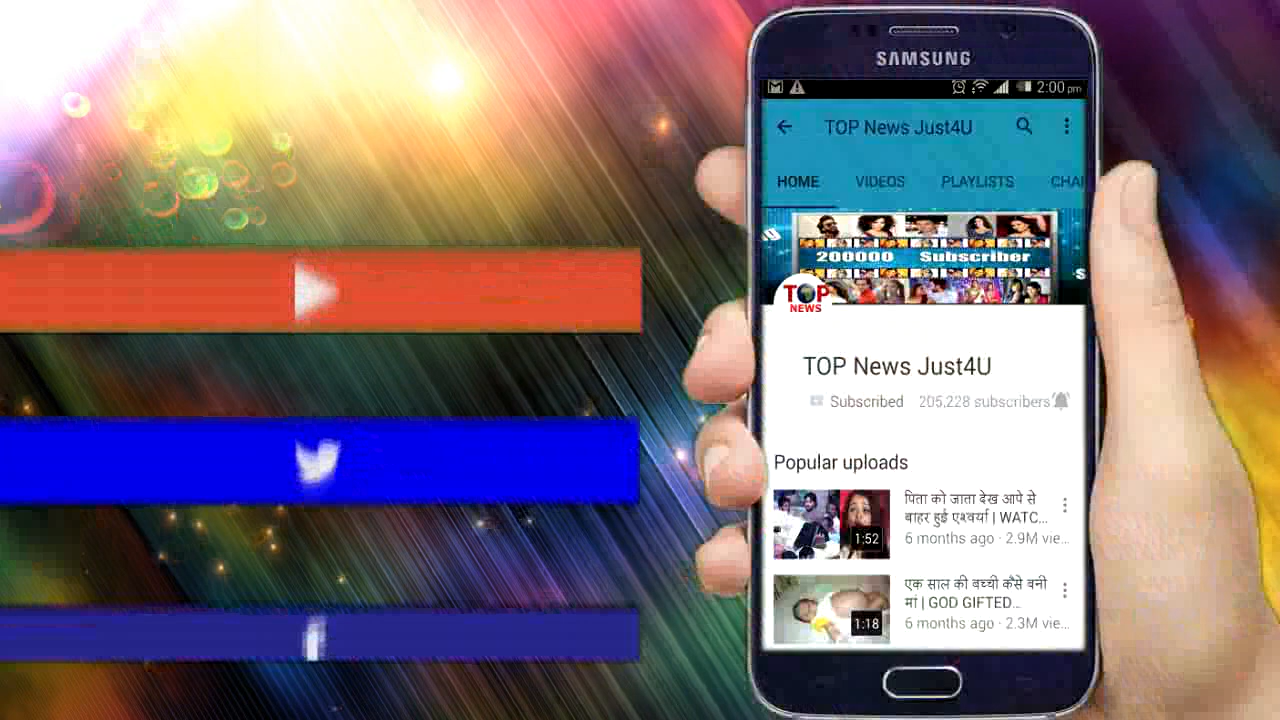 SAMSUNG
2:00 pm
TOP News Just4U
HOME VIDEOS PLAYLISTS CHA
200000 Subscriber
TOP
NEWS
TOP News Just4U
Subscribed 205,228 subscribers
Popular uploads
पिता को जाता देख आपे से
बाहर हुई एश्वर्या | WATC...
1:52
6 months ago · 2.9M vie...
एक साल की बच्ची कैसे बनी
मां | GOD GIFTED...
1:18
6 months ago · 2.3M vie...